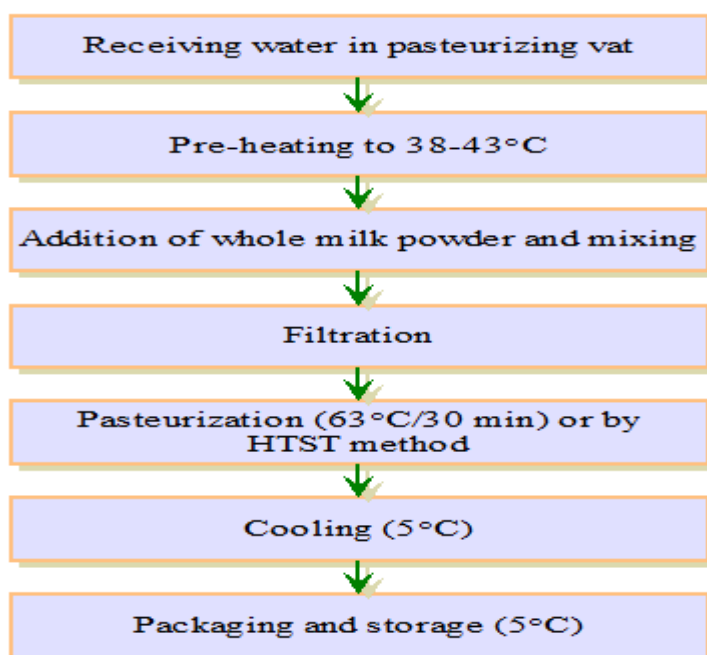 Receiving water in pasteurizing vat
Pre-heating to 38-43°C
Addition of whole milk powder and mixing
Filtration
Pasteurization (63°C/30 min) or by
HTST method
Cooling (5°C)
Packaging and storage (5°C)